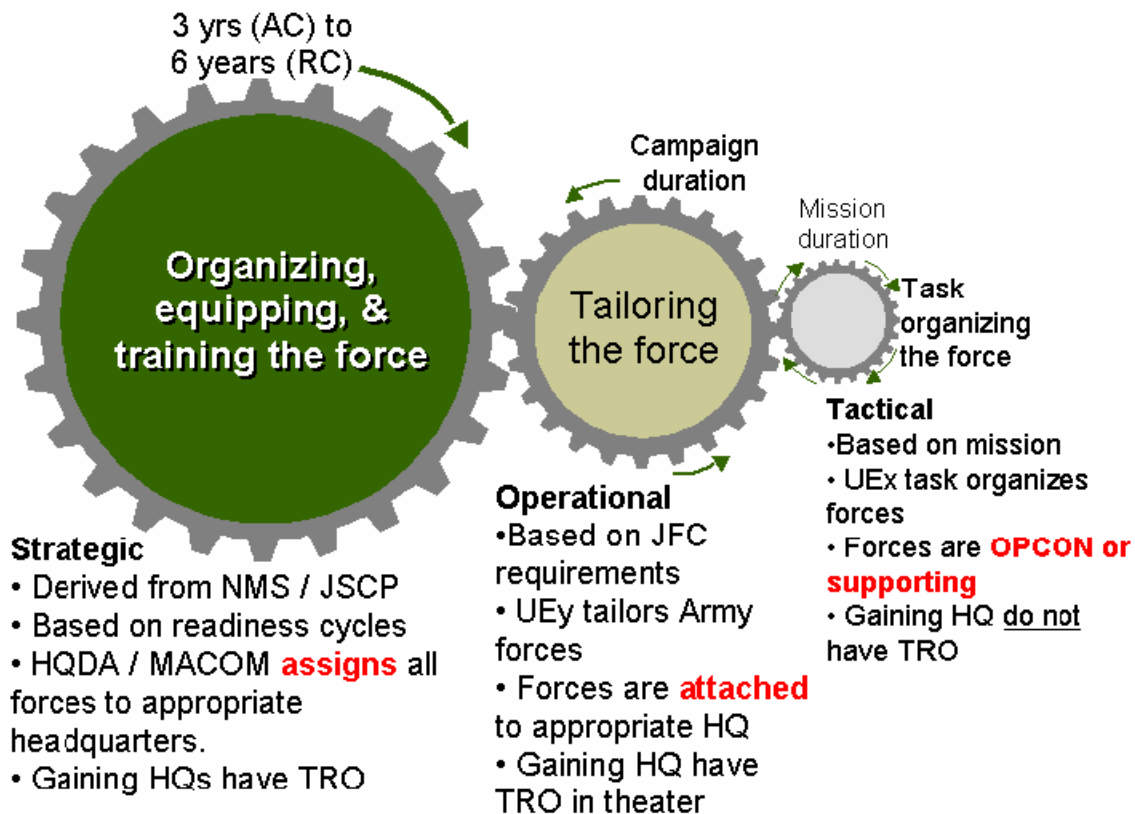 3 yrs (AC) to
6 years (RC)
Organizing,
equipping, &
training the force
Strategic
• Derived from NMS / JSCP
• Based on readiness cycles
• HQDA / MACOM assigns all
forces to appropriate
headquarters.
• Gaining HQs have TRO
Campaign
duration
Tailoring
the force
Operational
•Based on JFC
requirements
• UEy tailors Army
forces
• Forces are attached
to appropriate HQ
• Gaining HQ have
TRO in theater
Mission
duration
Task
organizing
the force
Tactical
•Based on mission
• UEx task organizes
forces
• Forces are OPCON or
supporting
• Gaining HQ do not
have TRO